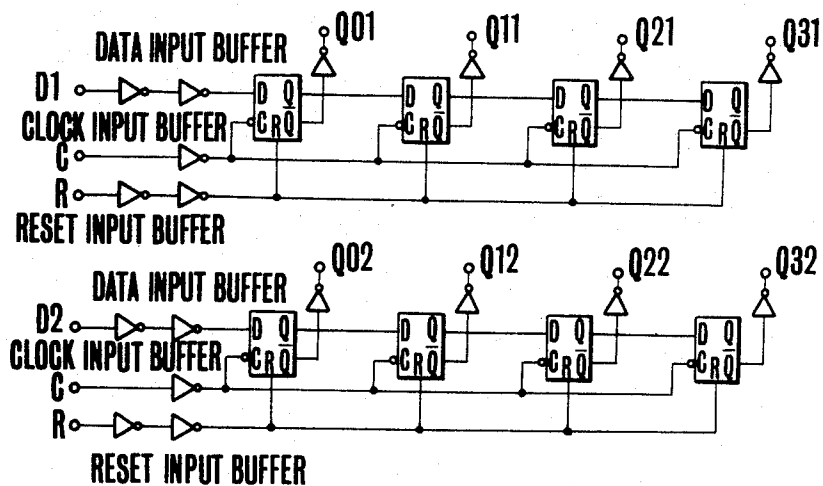 Q01 Q11 Q21 Q31
DATA INPUT BUFFER
D1
D Q D Q D Q D Q
CLOCK INPUT BUFFER
C R Q̅ C R Q̅ C R Q̅ C R Q̅
C
R
RESET INPUT BUFFER
Q02 Q12 Q22 Q32
DATA INPUT BUFFER
D2
D Q D Q D Q D Q
CLOCK INPUT BUFFER
C R Q̅ C R Q̅ C R Q̅ C R Q̅
C
R
RESET INPUT BUFFER